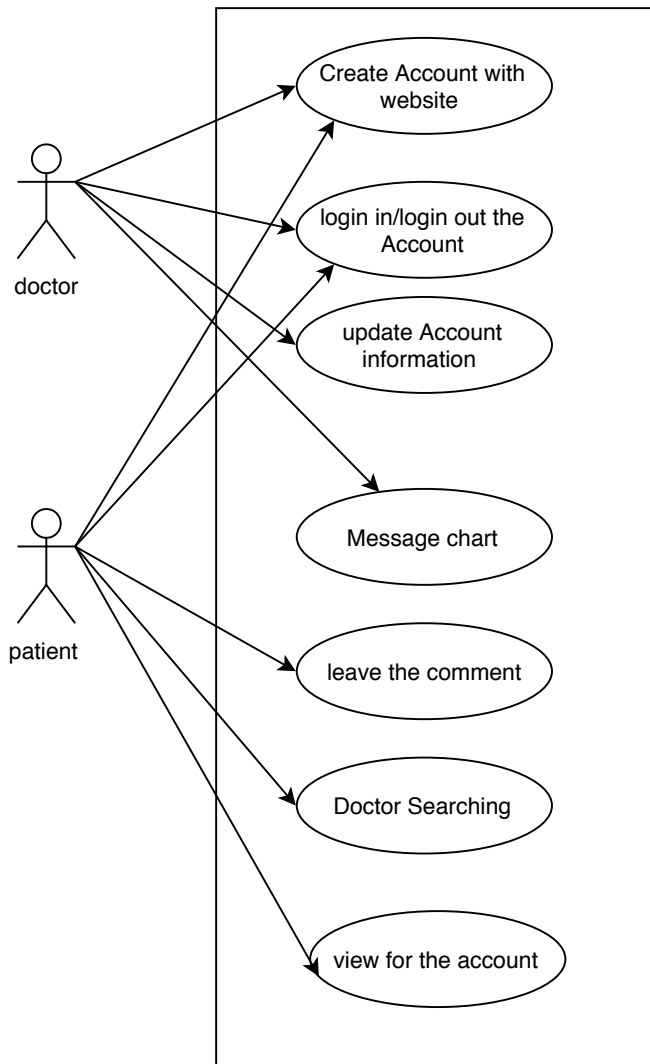 Create Account with
website
doctor
login in/login out the
Account
update Account
information
Message chart
patient
leave the comment
Doctor Searching
view for the account